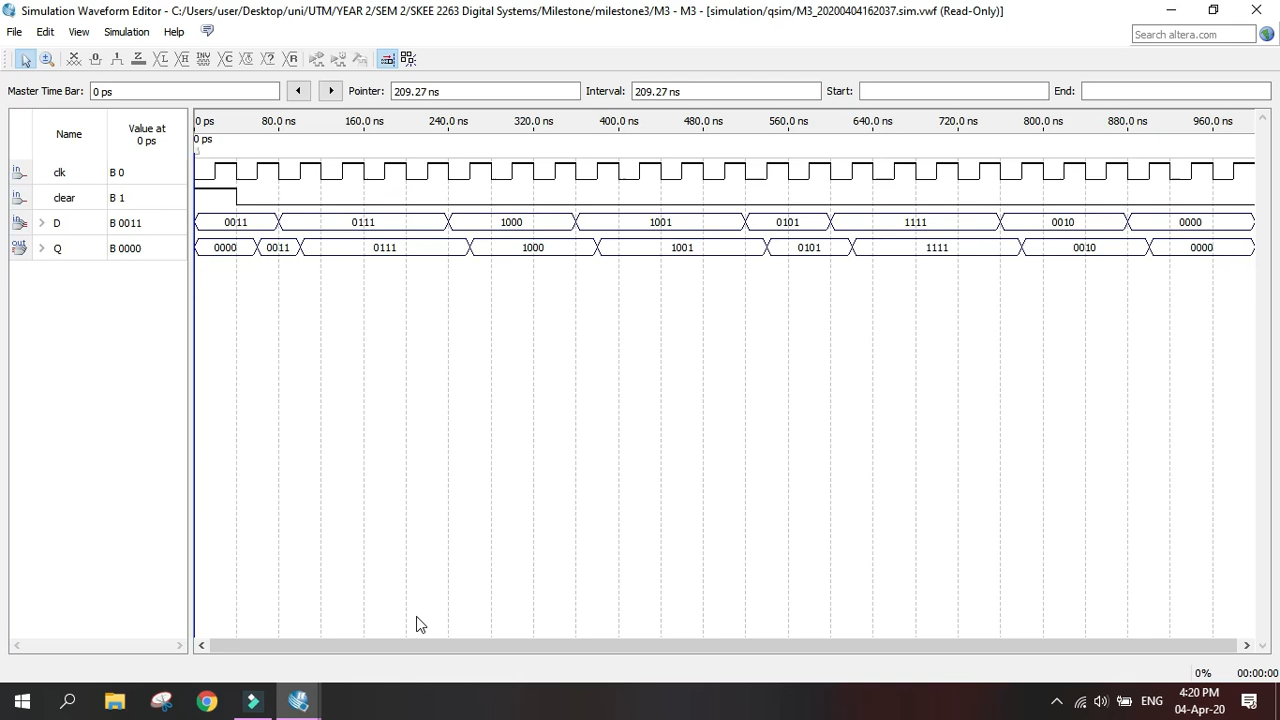 Simulation Waveform Editor - C:/Users/user/Desktop/uni/UTM/YEAR 2/SEM 2/SKEE 2263 Digital Systems/Milestone/milestone3/M3 - M3 - [simulation/qsim/M3_20200404162037.sim.vwf (Read-Only)]
File Edit View Simulation Help
Search altera.com
Master Time Bar: 0 ps Pointer: 209.27 ns Interval: 209.27 ns Start: End:
Name Value at 0 ps
0 ps 80.0 ns 160.0 ns 240.0 ns 320.0 ns 400.0 ns 480.0 ns 560.0 ns 640.0 ns 720.0 ns 800.0 ns 880.0 ns 960.0 ns
0 ps
in clk B 0
in clear B 1
in D B 0011 0011 0111 1000 1001 0101 1111 0010 0000
out Q B 0000 0000 0011 0111 1000 1001 0101 1111 0010 0000
0% 00:00:00
ENG 4:20 PM
04-Apr-20